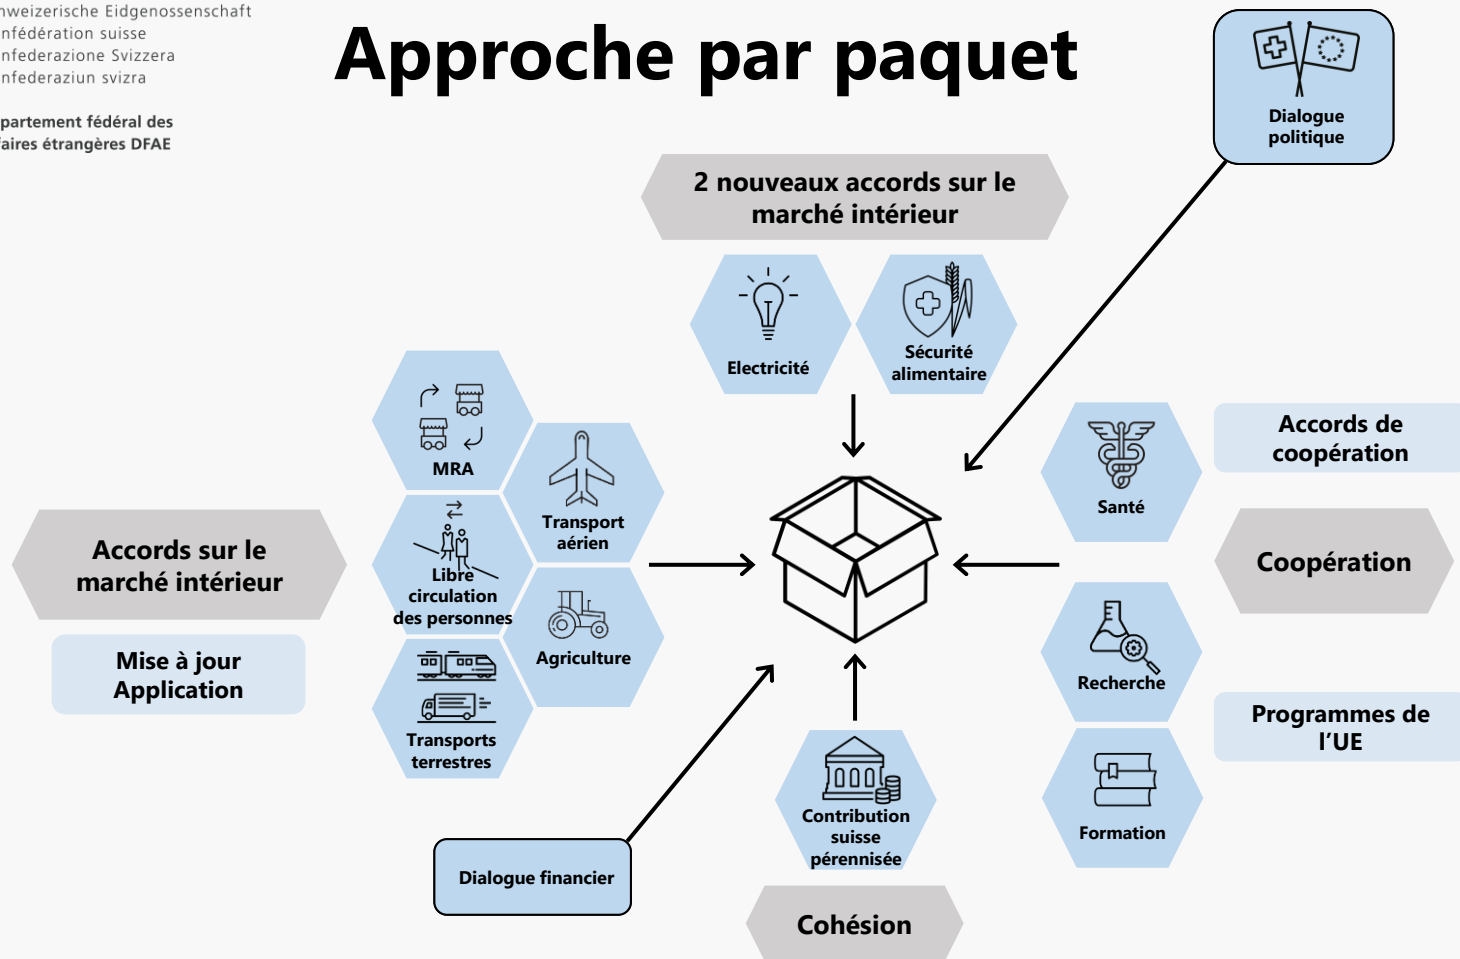 hweizerische Eidgenossenschaft
nfédération suisse
nfederazione Svizzera
nfederaziun svizra
partement fédéral des
faires étrangères DFAE
Approche par paquet
Dialogue
politique
2 nouveaux accords sur le
marché intérieur
Electricité
Sécurité
alimentaire
MRA
Transport
aérien
Libre
circulation
des personnes
Agriculture
Transports
terrestres
Accords sur le
marché intérieur
Mise à jour
Application
Santé
Accords de
coopération
Coopération
Recherche
Programmes de
l'UE
Formation
Contribution
suisse
pérennisée
Dialogue financier
Cohésion